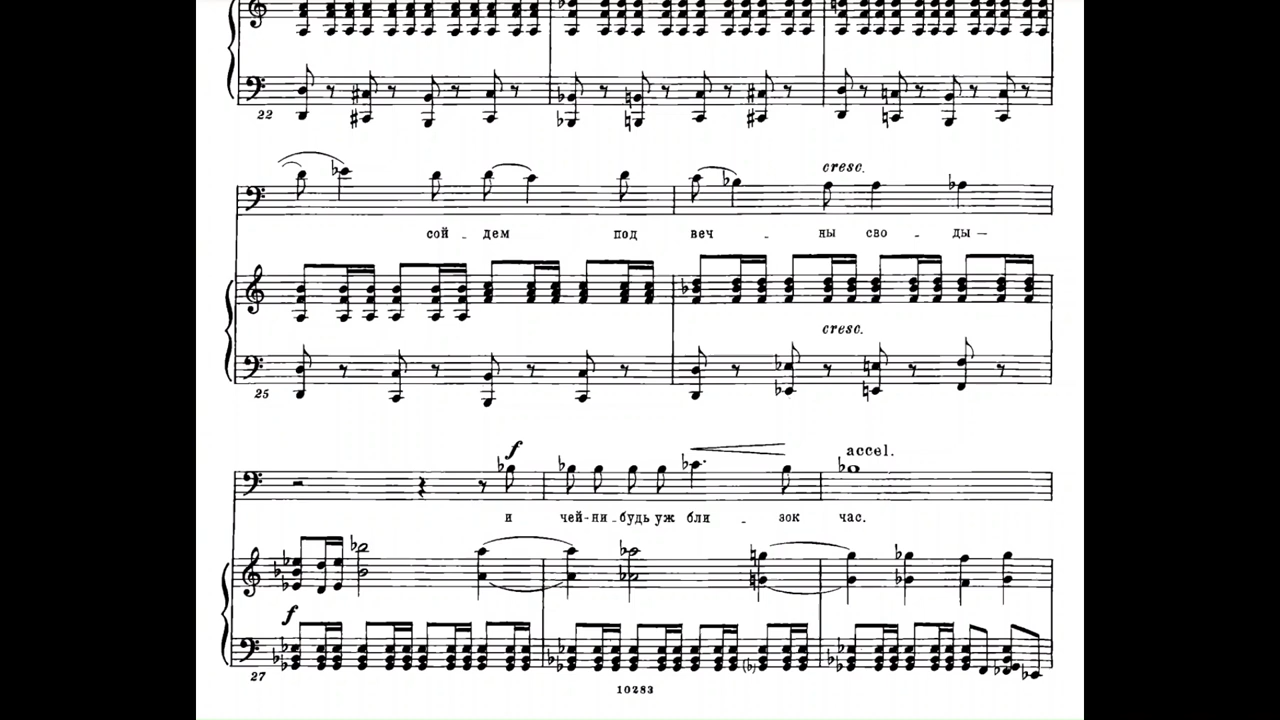 22
cresc.
сой - дем под веч - ны сво - ды —
cresc.
25
f
accel.
и чей-ни-будь уж бли - зок час.
f
(b)
27
10283